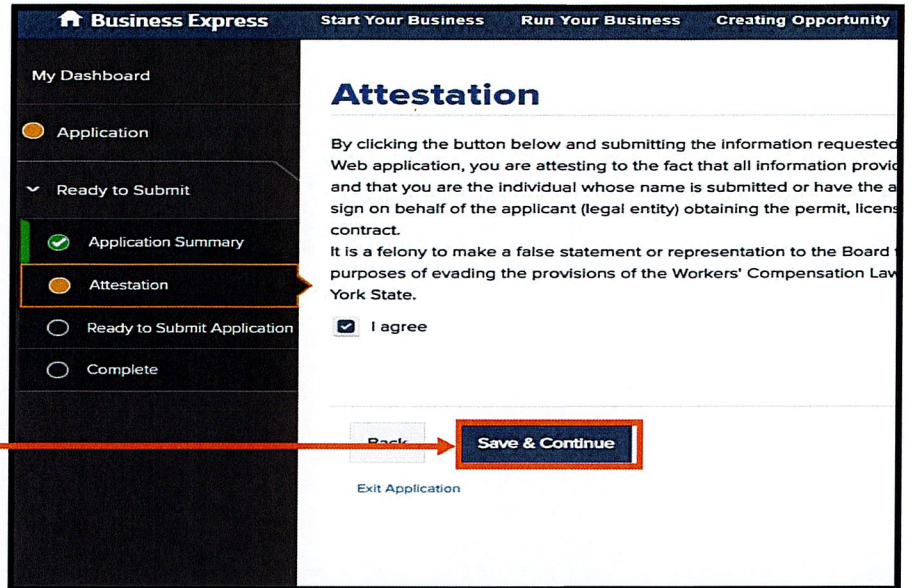 Business Express
Start Your Business
Run Your Business
Creating Opportunity
My Dashboard
Application
Ready to Submit
Application Summary
Attestation
Ready to Submit Application
Complete
Attestation
By clicking the button below and submitting the information requested
Web application, you are attesting to the fact that all information
and that you are the individual whose name is submitted or have the
sign on behalf of the applicant (legal entity) obtaining the permit,
contract.
It is a felony to make a false statement or representation to the Board
purposes of evading the provisions of the Workers' Compensation Law
York State.
I agree
Back
Save & Continue
Exit Application